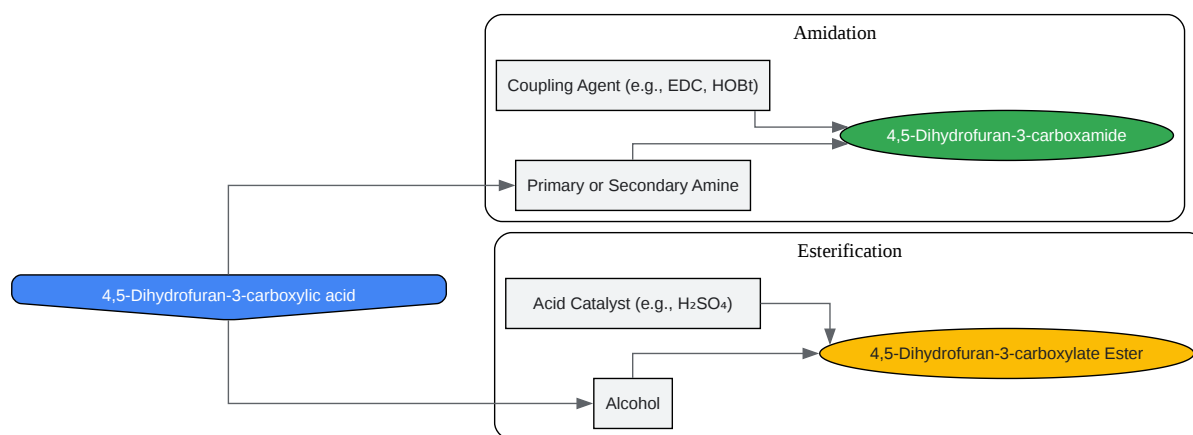 Amidation
Coupling Agent (e.g., EDC, HOBt)
4,5-Dihydrofuran-3-carboxamide
Primary or Secondary Amine
Esterification
4,5-Dihydrofuran-3-carboxylic acid
Acid Catalyst (e.g., H₂SO₄)
4,5-Dihydrofuran-3-carboxylate Ester
Alcohol